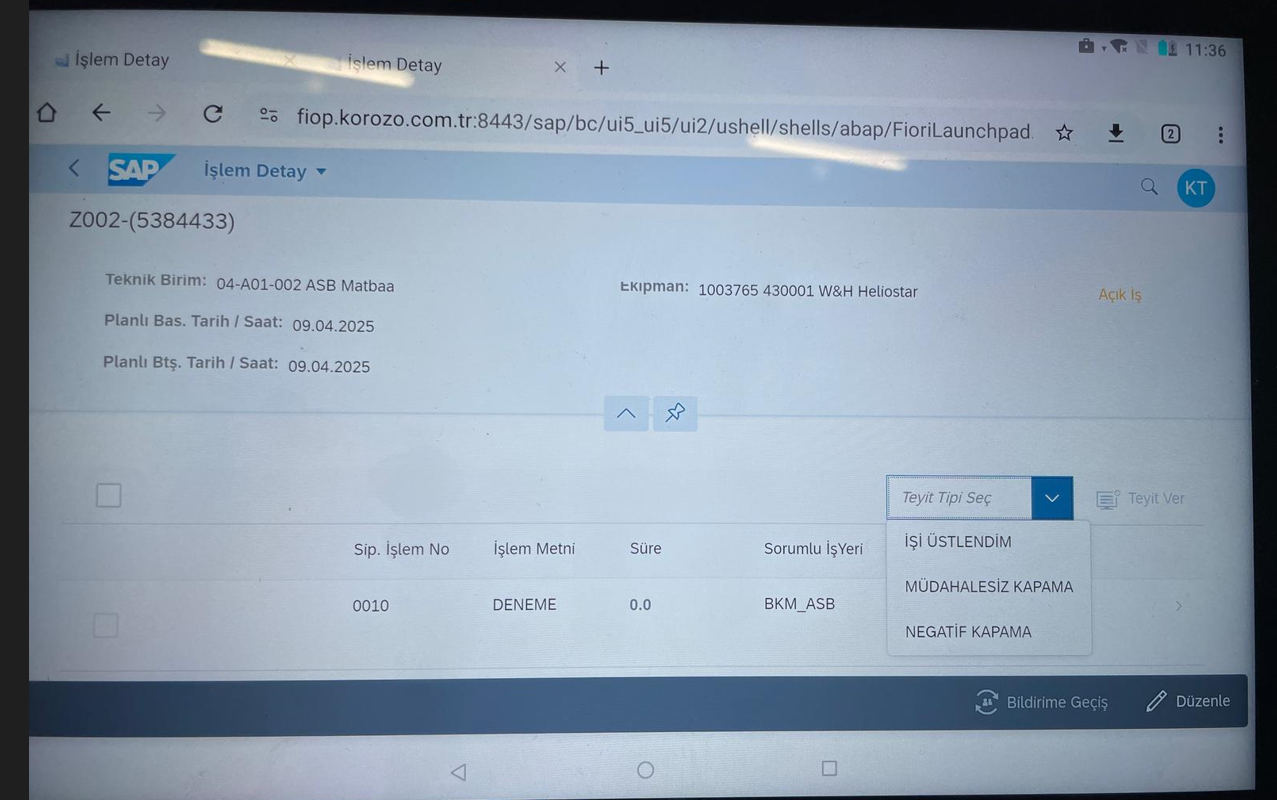 İşlem Detay
İşlem Detay
11:36
fiop.korozo.com.tr:8443/sap/bc/ui5_ui5/ui2/ushell/shells/abap/FioriLaunchpad.
2
SAP
İşlem Detay
KT
Z002-(5384433)
Teknik Birim: 04-A01-002 ASB Matbaa
Ekipman: 1003765 430001 W&H Heliostar
Açık İş
Planlı Bas. Tarih / Saat: 09.04.2025
Planlı Btş. Tarih / Saat: 09.04.2025
Teyit Tipi Seç
Teyit Ver
İŞİ ÜSTLENDİM
MÜDAHALESİZ KAPAMA
NEGATİF KAPAMA
Sip. İşlem No İşlem Metni Süre Sorumlu İşYeri
0010 DENEME 0.0 BKM_ASB
Bildirime Geçiş
Düzenle